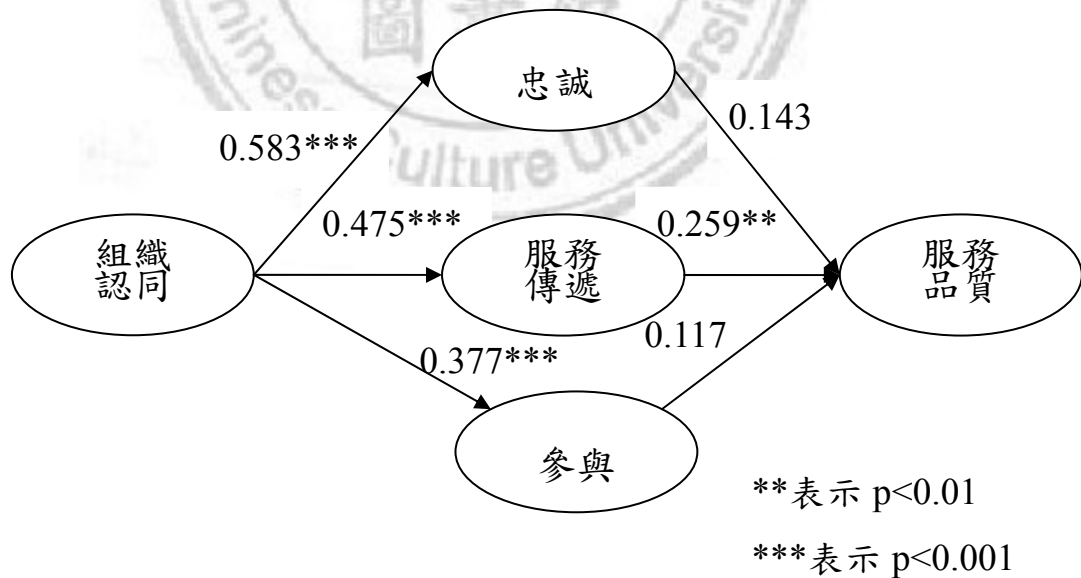 忠誠
0.143
0.583***
0.475***
0.259**
組織
認同
服務
傳遞
服務
品質
0.377***
0.117
參與
**表示 p<0.01
***表示 p<0.001